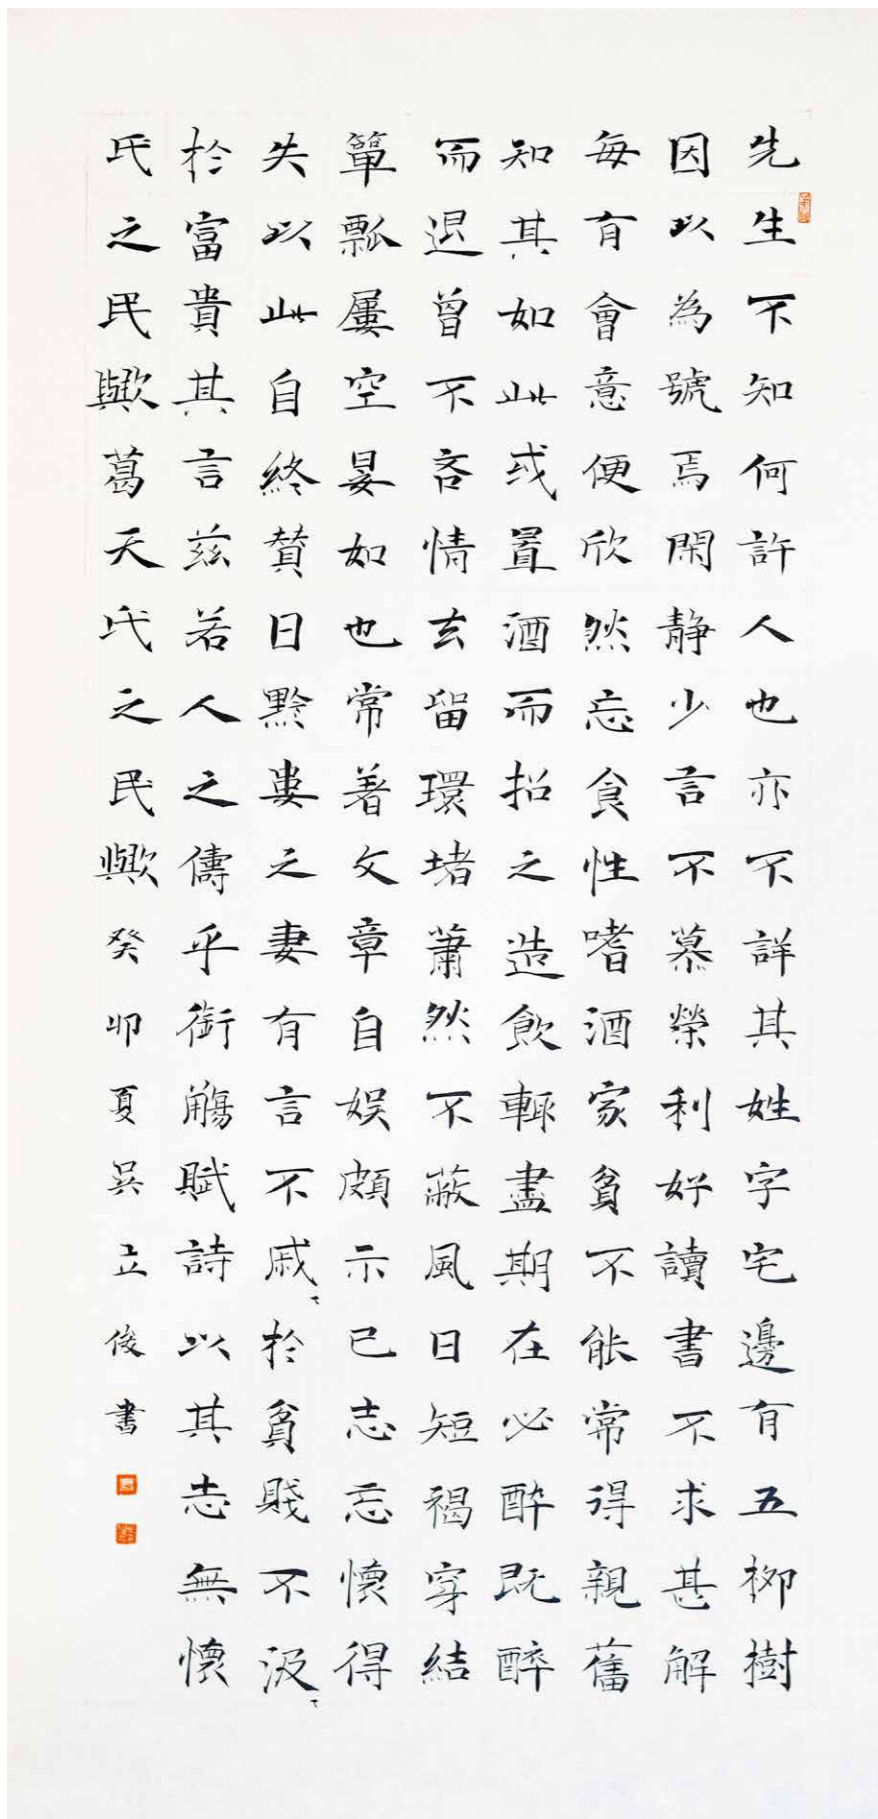 先生不知何許人也亦不詳其姓字宅邊有五柳樹
因以為號焉閑靜少言不慕榮利好讀書不求甚解
每有會意便欣然忘食性嗜酒家貧不能常得親舊
知其如此或置酒而招之造飲輒盡期在必醉既醉
而退曾不吝情去留環堵蕭然不蔽風日短褐穿結
簞瓢屢空晏如也常著文章自娛頗示己志忘懷得
失以此自終贊曰黔婁之妻有言不戚〻於貧賤不汲〻
於富貴其言茲若人之儔乎銜觴賦詩以其志無懷
氏之民歟葛天氏之民歟癸卯夏吳立俊書